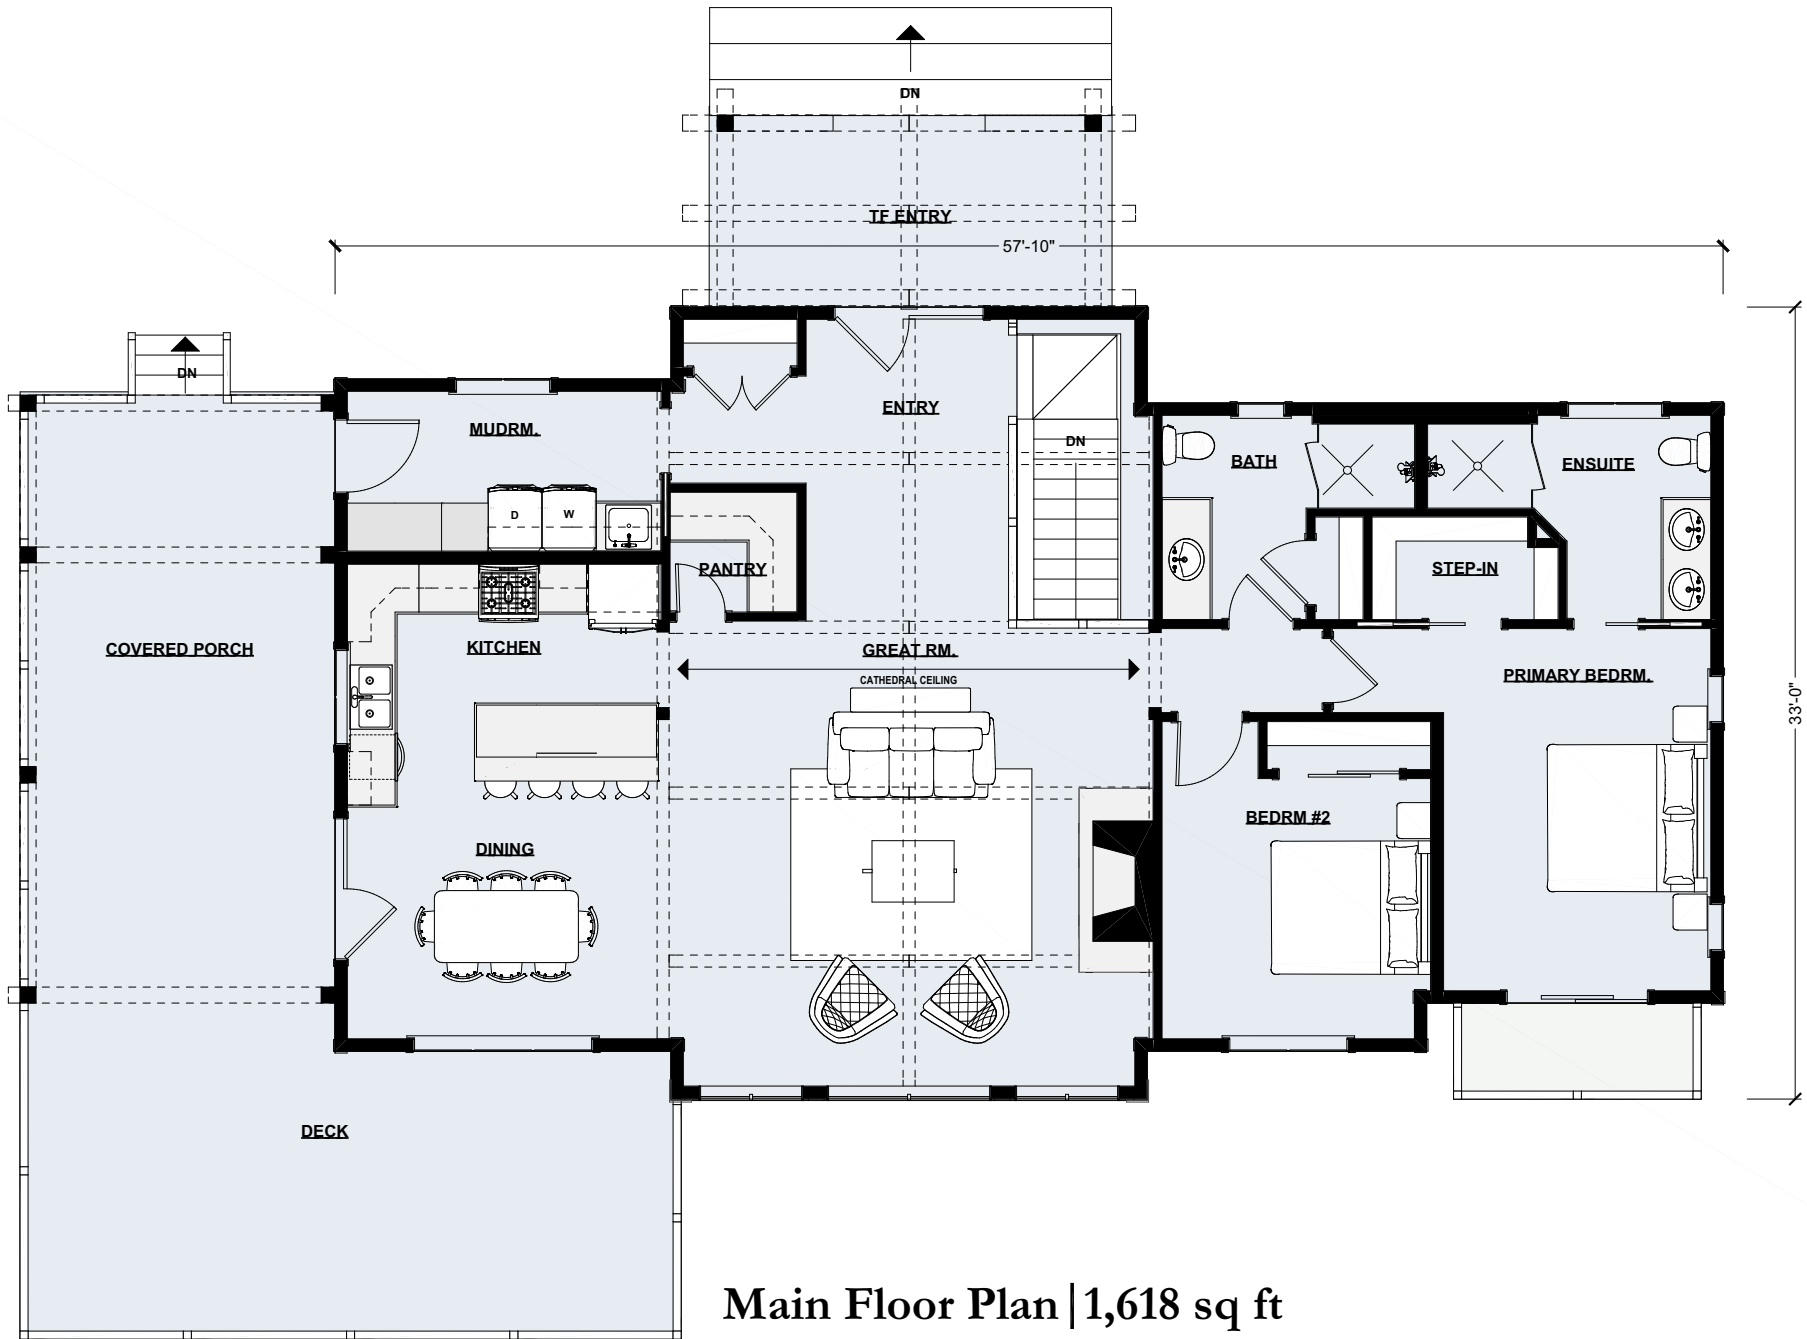 DN
TF ENTRY
57'-10"
DN
ENTRY
MUDRM.
DN
BATH
ENSUITE
D
W
PANTRY
STEP-IN
COVERED PORCH
KITCHEN
GREAT RM.
CATHEDRAL CEILING
PRIMARY BEDRM.
33'-0"
BEDRM #2
DINING
DECK
Main Floor Plan|1,618 sq ft